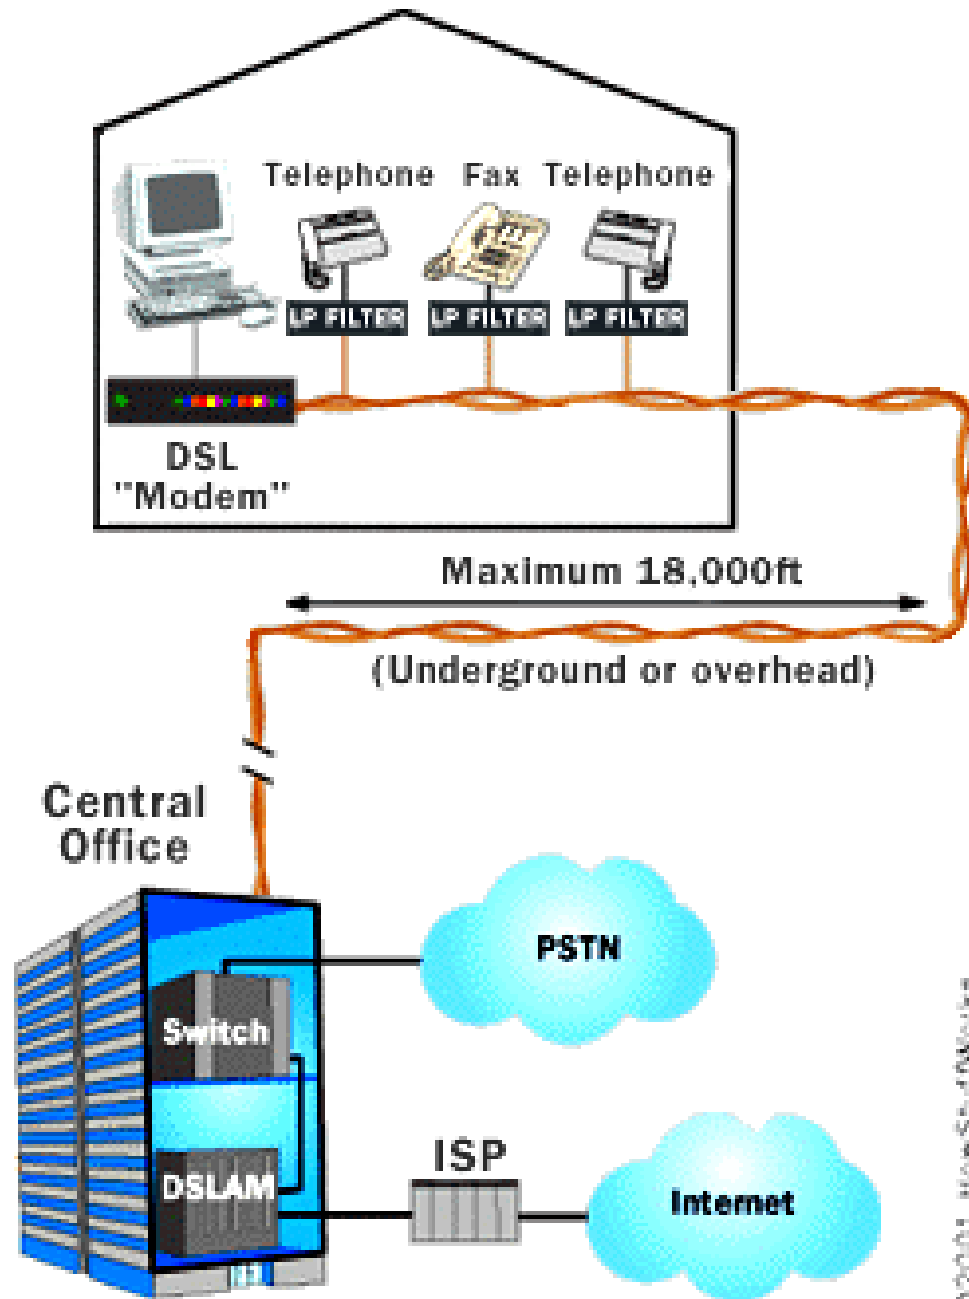 Telephone Fax Telephone
LP FILTER LP FILTER LP FILTER
DSL
"Modem"
Maximum 18,000ft
(Underground or overhead)
Central
Office
PSTN
Switch
ISP
DSLAM
Internet